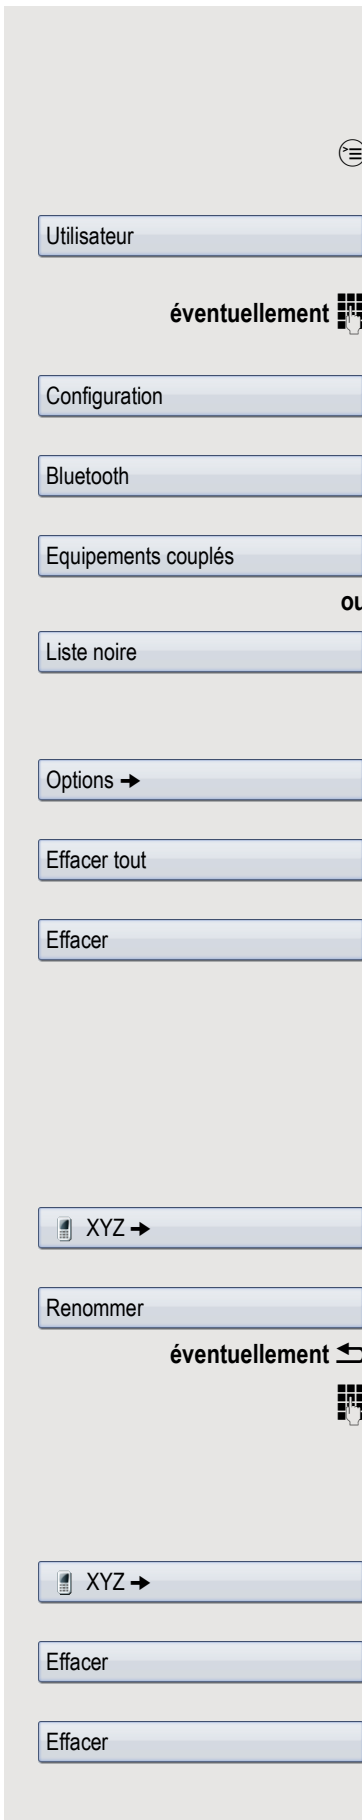 Utilisateur
éventuellement
Configuration
Bluetooth
Equipements couplés
ou
Liste noire
Options →
Effacer tout
Effacer
XYZ →
Renommer
éventuellement
XYZ →
Effacer
Effacer